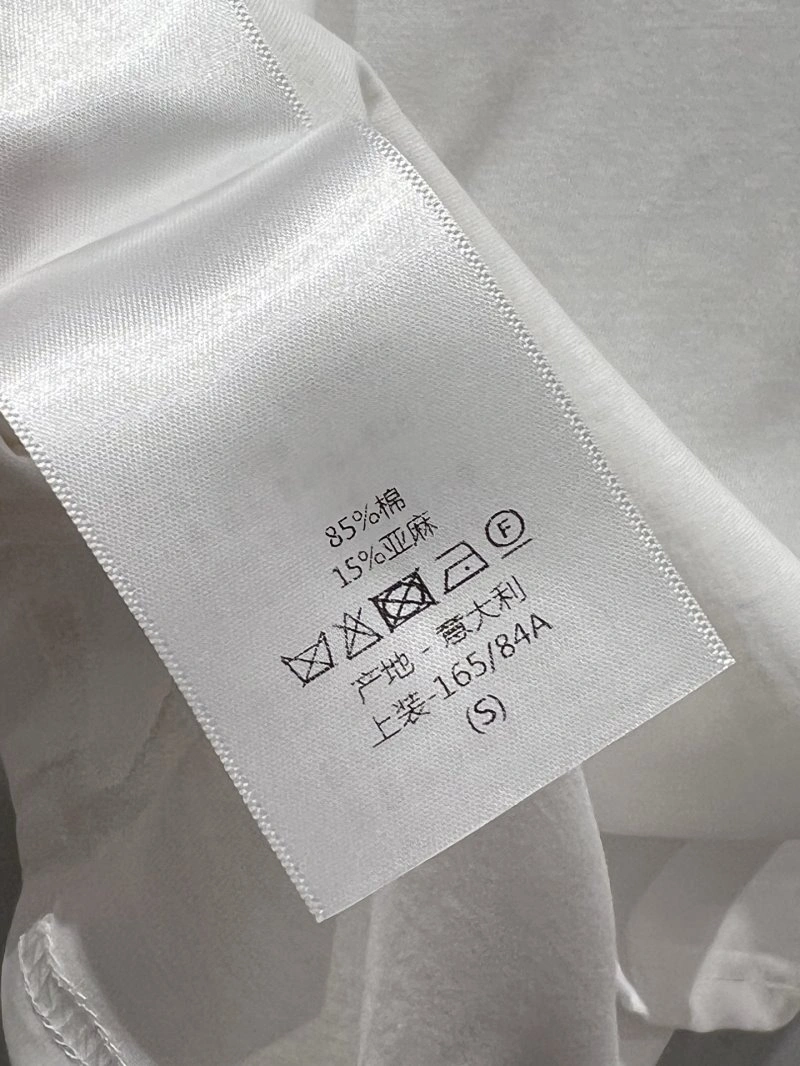 85%棉
15%亚麻
F
产地 - 意大利
上装-165/84A
(S)